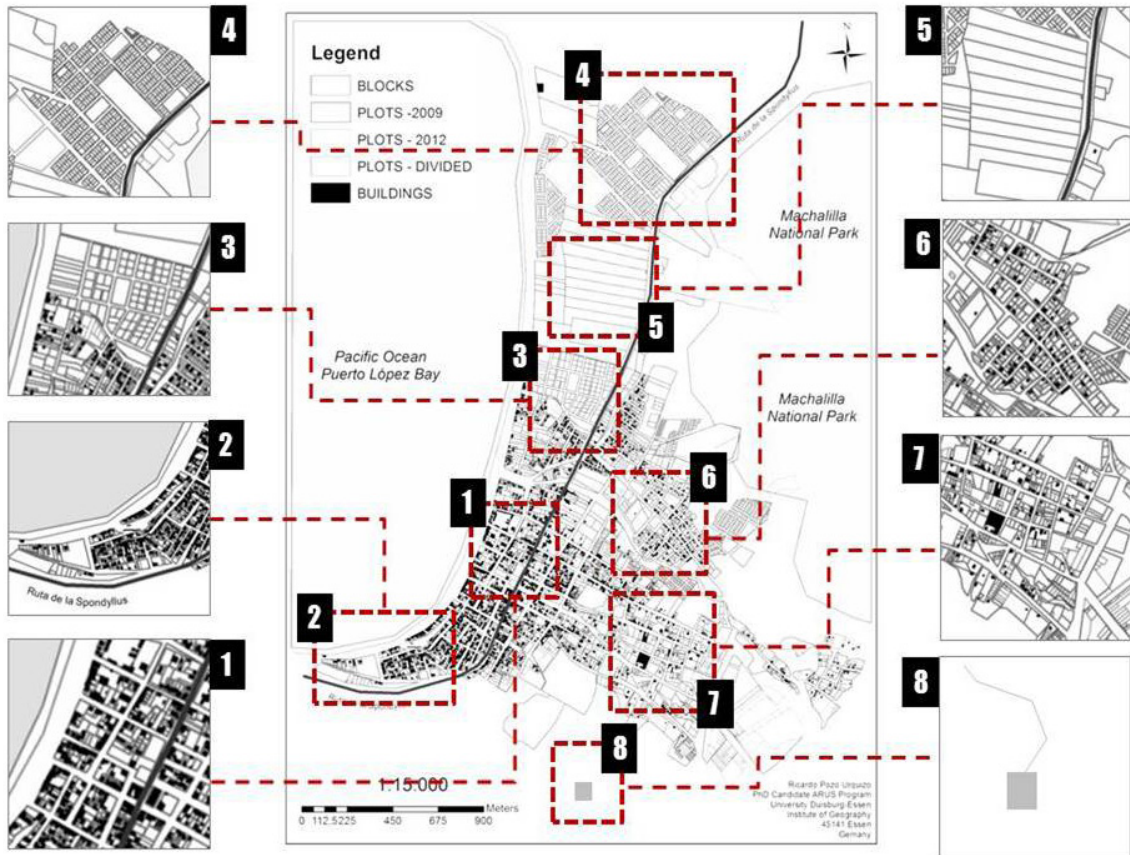 4
3
2
Ruta de la Spondyllus
1
Legend
BLOCKS
PLOTS -2009
PLOTS - 2012
PLOTS - DIVIDED
BUILDINGS
N
4
Ruta de la Spondyllus
Machalilla
National Park
5
3
Pacific Ocean
Puerto López Bay
Machalilla
National Park
6
1
2
7
8
1:15.000
Meters
0 112.5225 450 675 900
Ricardo Pozo Urquizo
PhD Candidate ARUS Program
University Duisburg-Essen
Institute of Geography
45141 Essen
Gemany
5
6
7
8